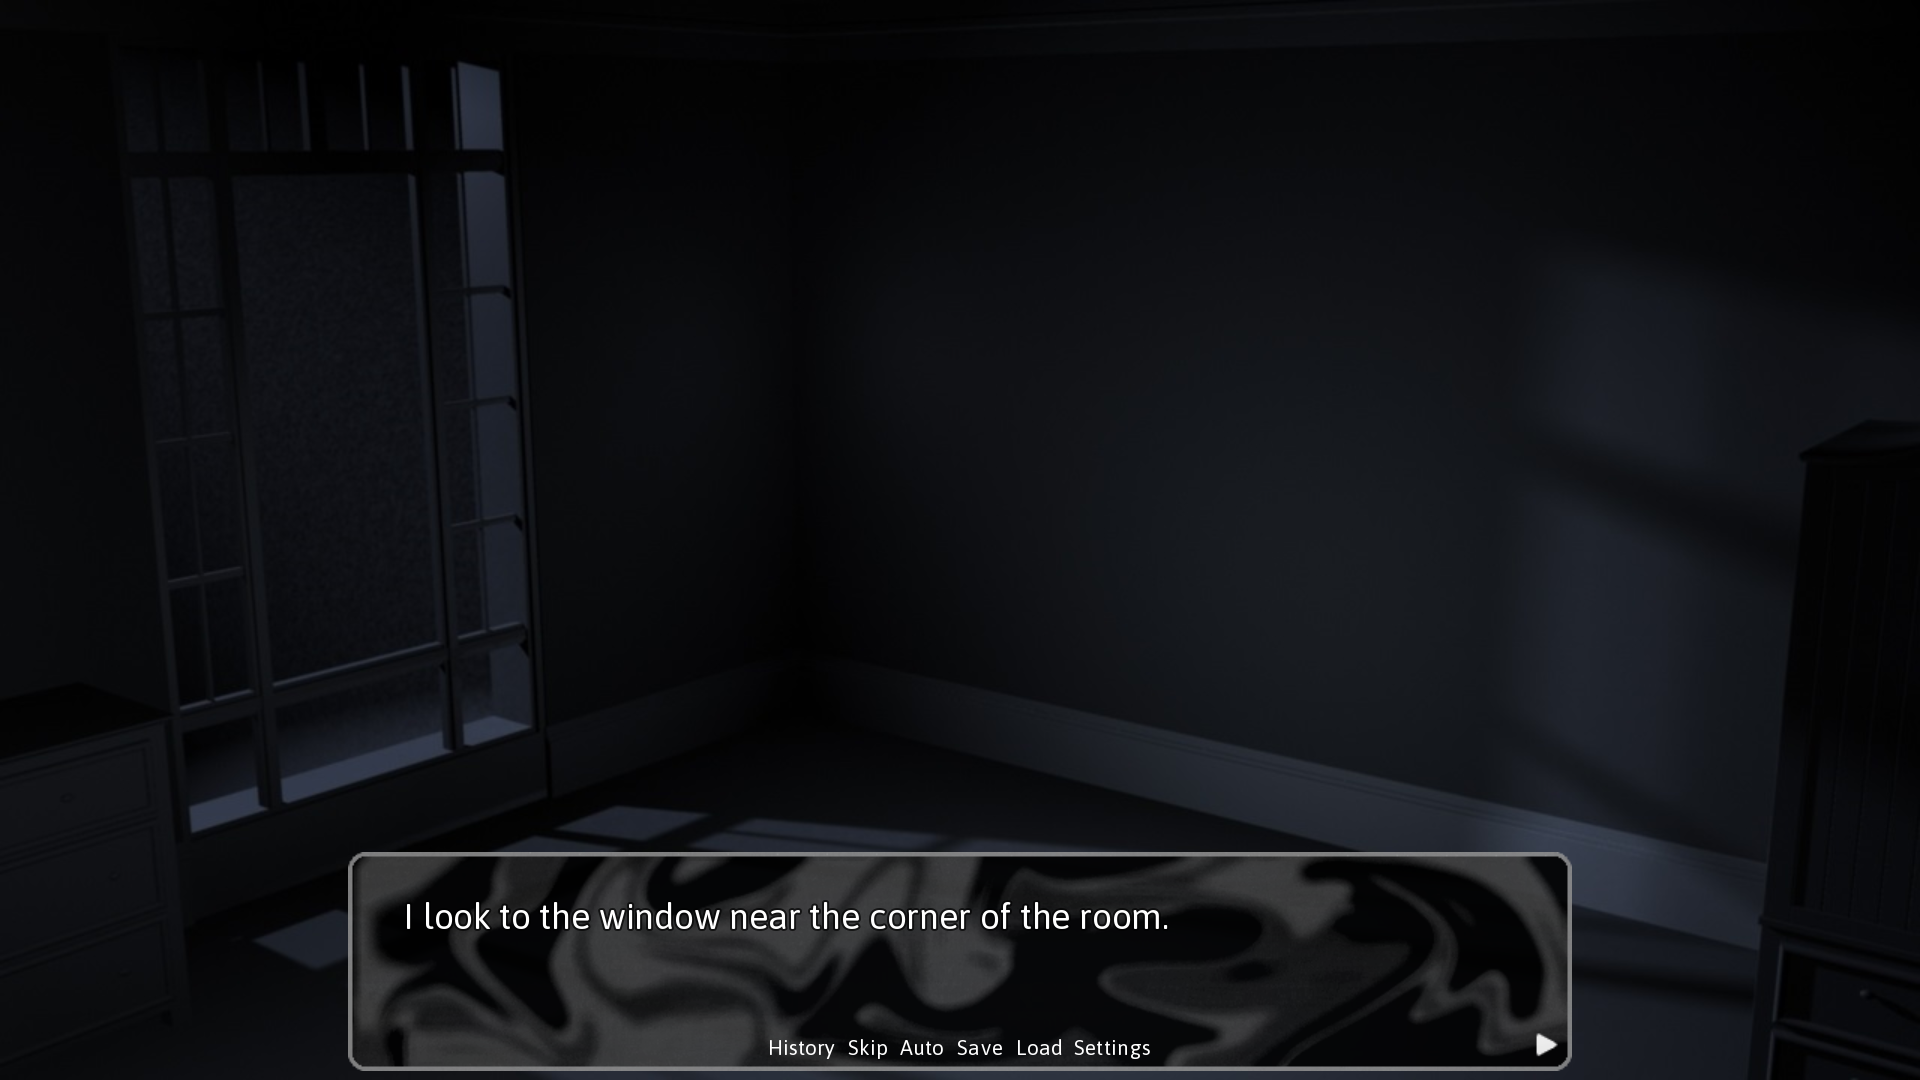 I look to the window near the corner of the room.
History Skip Auto Save Load Settings